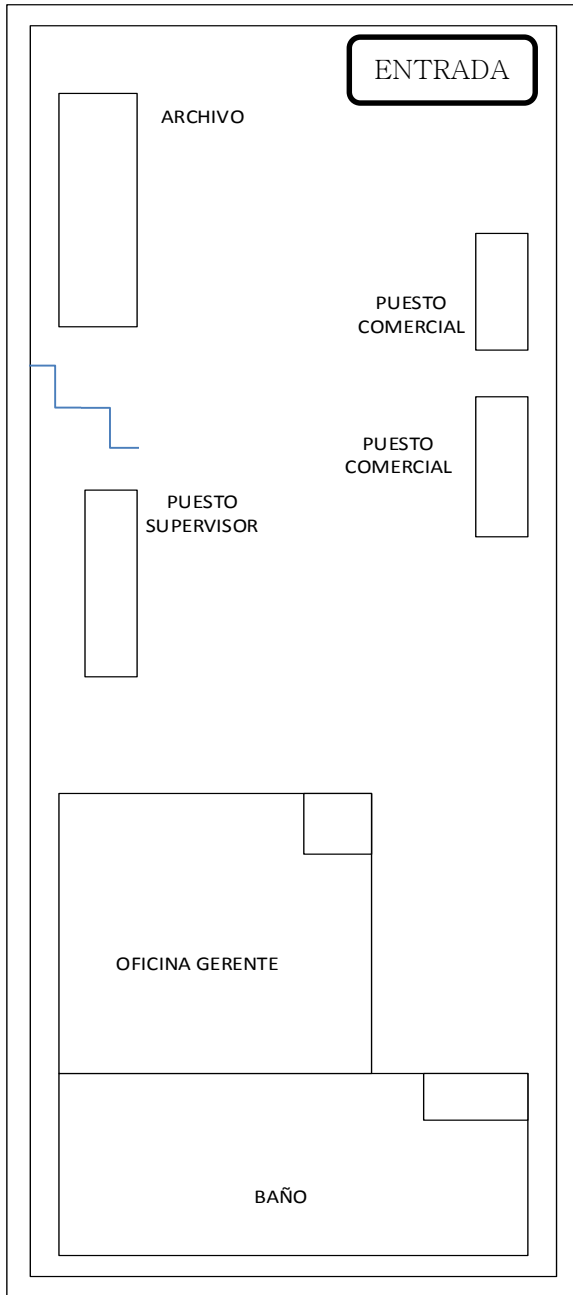 ENTRADA
ARCHIVO
PUESTO
COMERCIAL
PUESTO
COMERCIAL
PUESTO
SUPERVISOR
OFICINA GERENTE
BAÑO